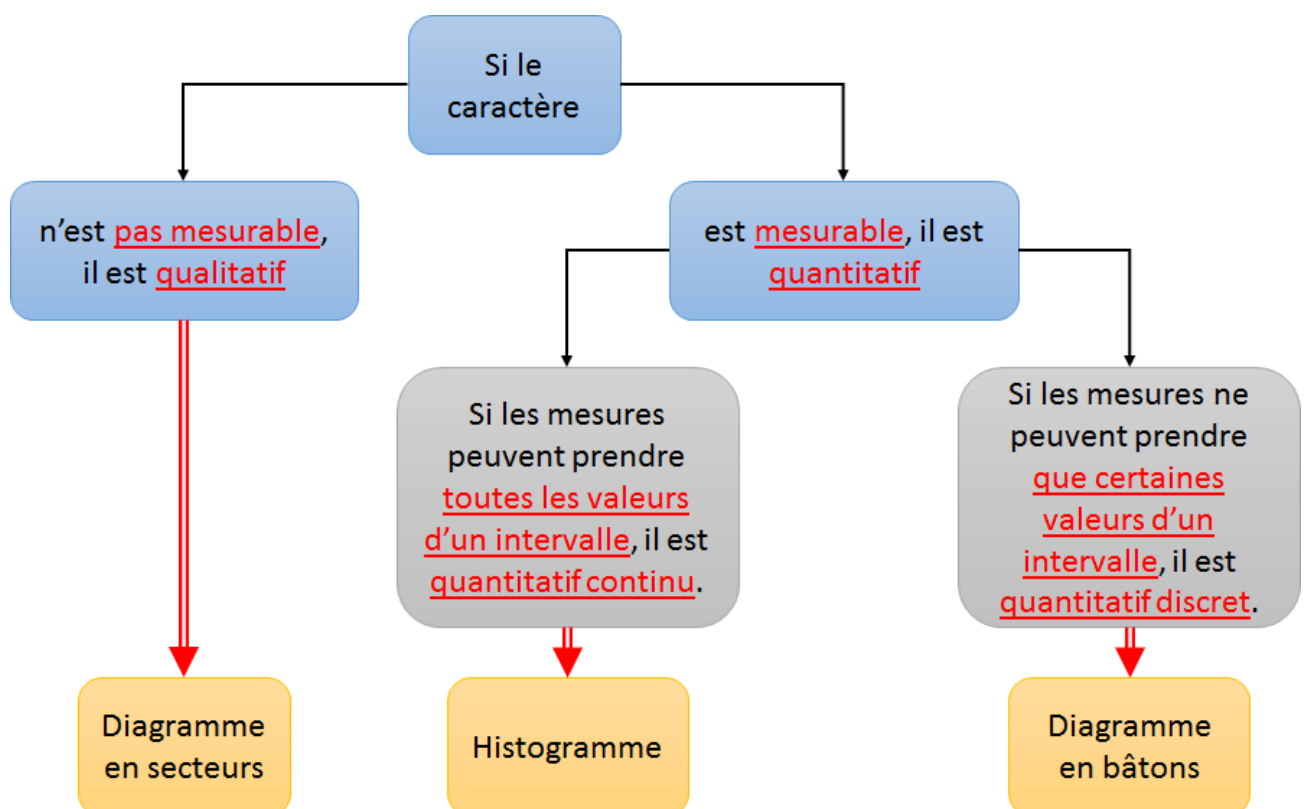 Si le
caractère
n’est pas mesurable,
il est qualitatif
est mesurable, il est
quantitatif
Si les mesures
peuvent prendre
toutes les valeurs
d’un intervalle, il est
quantitatif continu.
Si les mesures ne
peuvent prendre
que certaines
valeurs d’un
intervalle, il est
quantitatif discret.
Diagramme
en secteurs
Histogramme
Diagramme
en bâtons